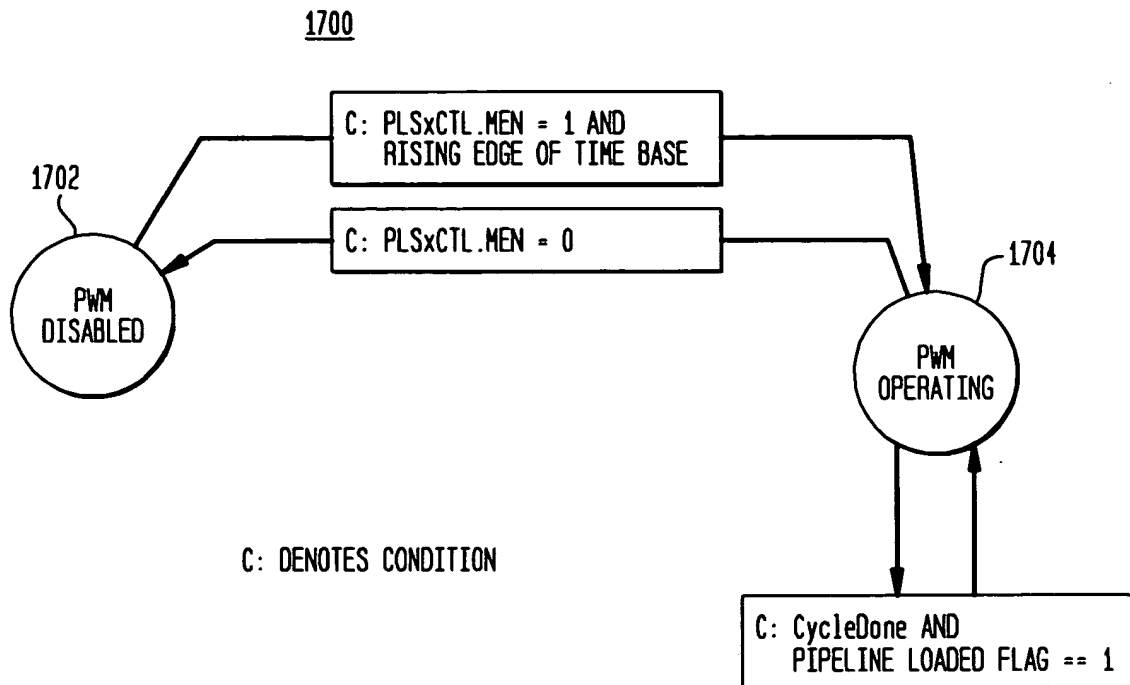 1700
C: PLSxCTL.MEN = 1 AND
RISING EDGE OF TIME BASE
1702
C: PLSxCTL.MEN = 0
1704
PWM
DISABLED
PWM
OPERATING
C: DENOTES CONDITION
C: CycleDone AND
PIPELINE LOADED FLAG == 1